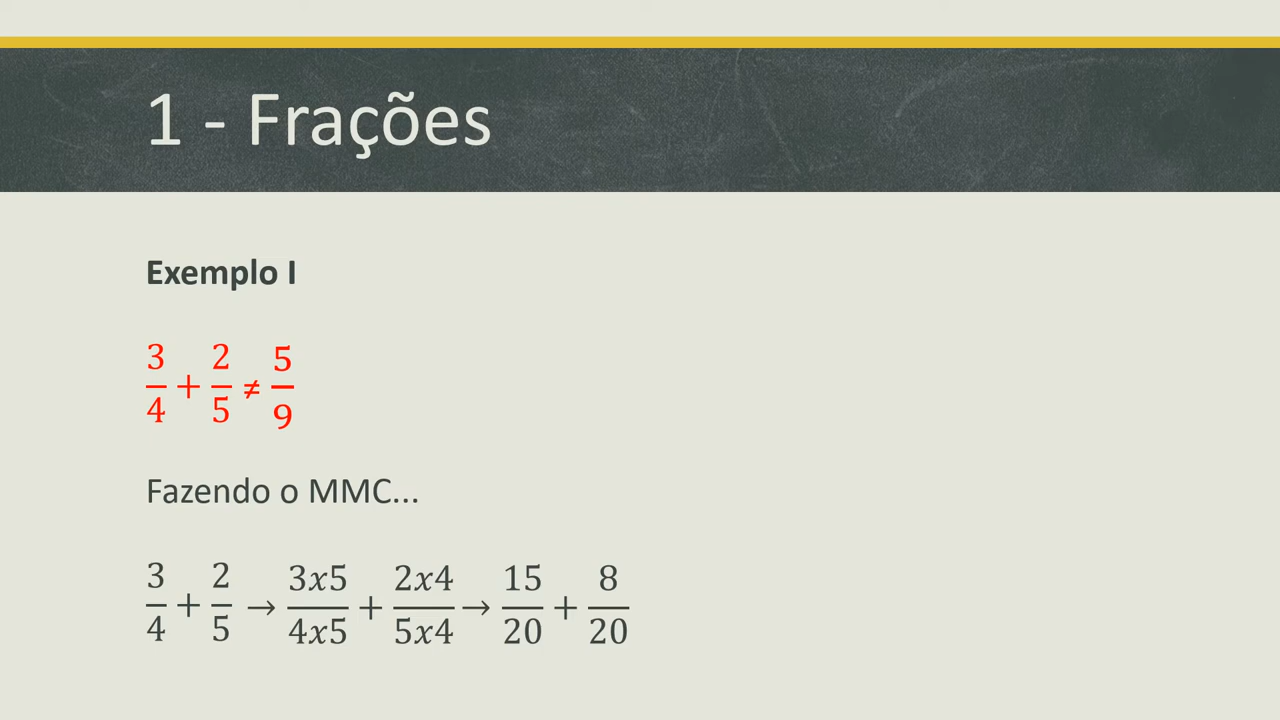 1 - Frações
Exemplo I
3/4 + 2/5 ≠ 5/9
Fazendo o MMC...
3/4 + 2/5 → 3x5/4x5 + 2x4/5x4 → 15/20 + 8/20